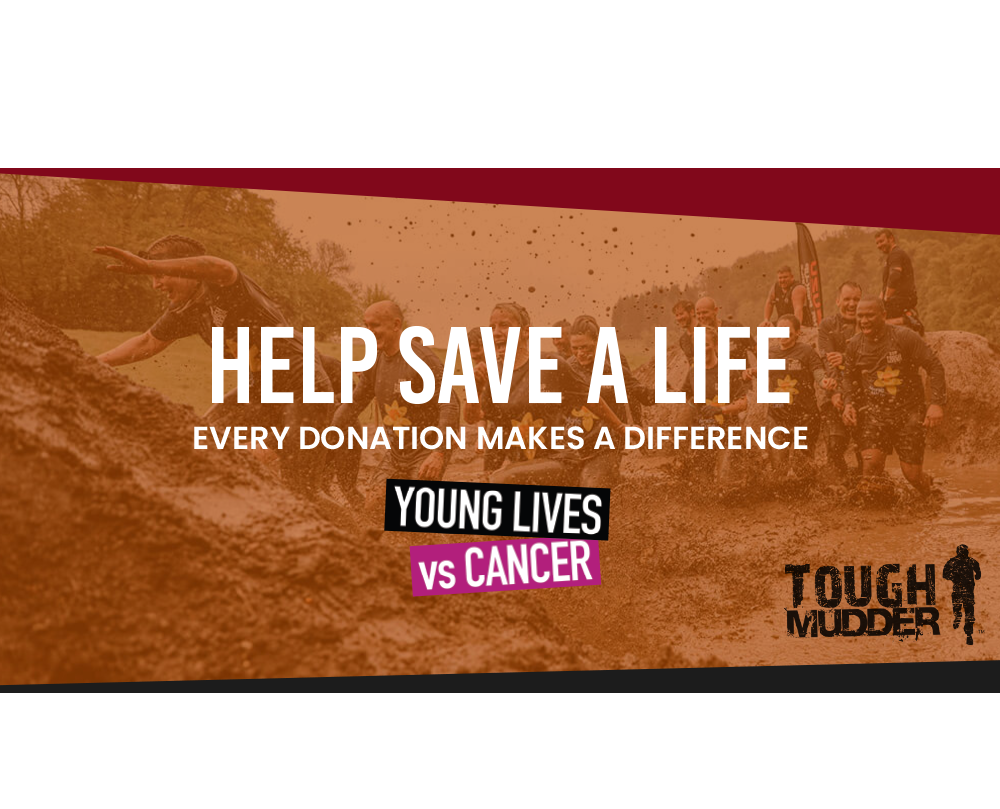 HELP SAVE A LIFE
EVERY DONATION MAKES A DIFFERENCE
YOUNG LIVES
vs CANCER
TOUGH
MUDDER